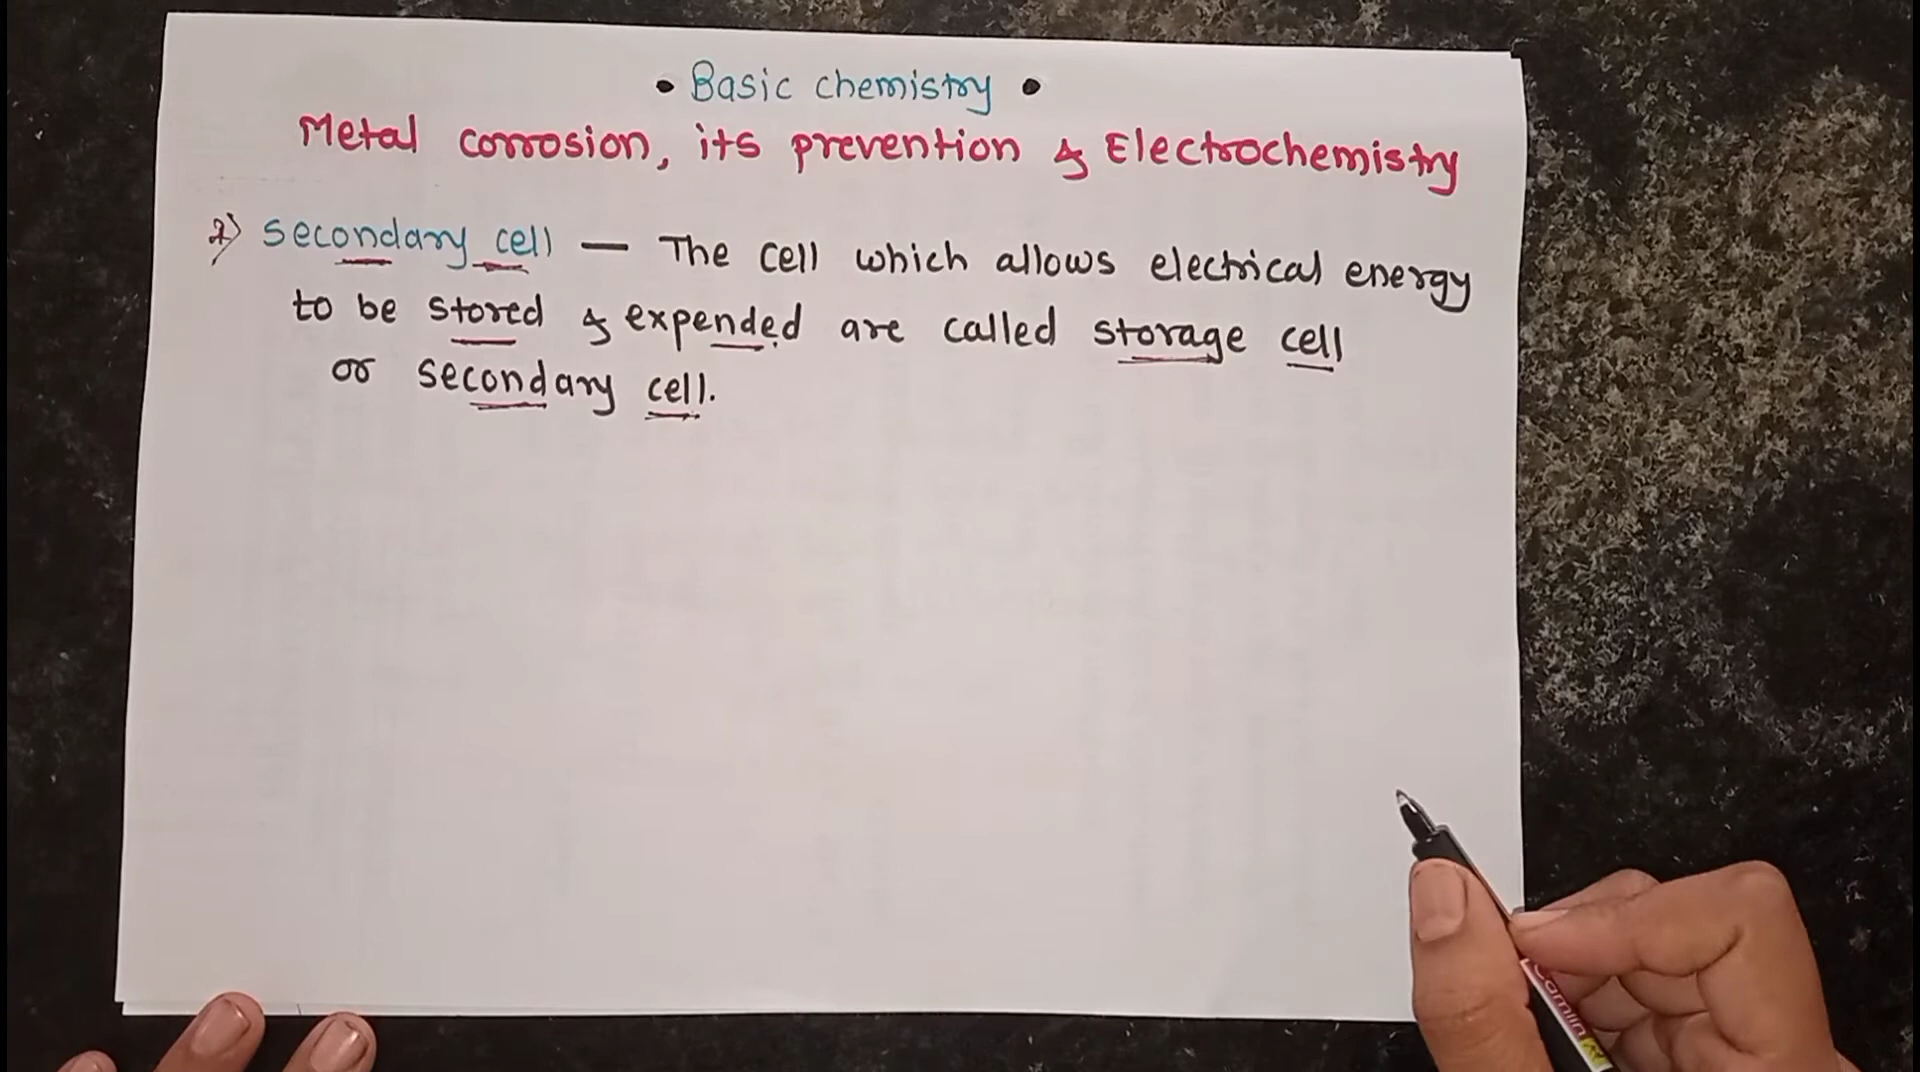 • Basic chemistry •
Metal corrosion, its prevention & Electrochemistry
2) Secondary cell — The cell which allows electrical energy
to be stored & expended are called storage cell
or secondary cell.
Camlin